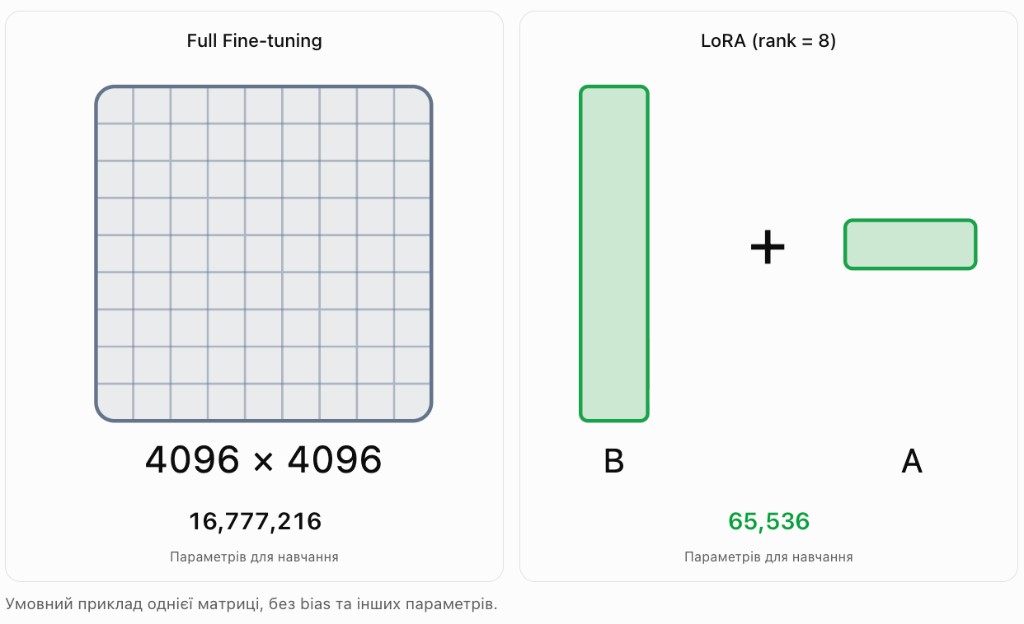 Full Fine-tuning
4096 × 4096
16,777,216
Параметрів для навчання
LoRA (rank = 8)
+
B
A
65,536
Параметрів для навчання
Умовний приклад однієї матриці, без bias та інших параметрів.